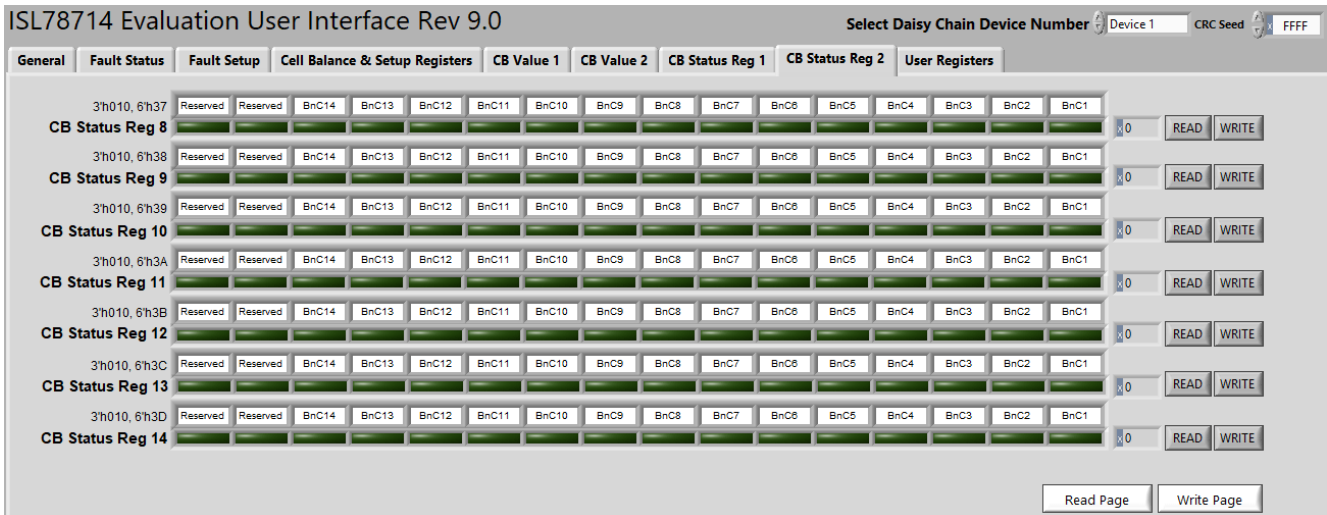 ISL78714 Evaluation User Interface Rev 9.0 Select Daisy Chain Device Number Device 1 CRC Seed x FFFF
General Fault Status Fault Setup Cell Balance & Setup Registers CB Value 1 CB Value 2 CB Status Reg 1 CB Status Reg 2 User Registers
3'h010, 6'h37 Reserved Reserved BnC14 BnC13 BnC12 BnC11 BnC10 BnC9 BnC8 BnC7 BnC6 BnC5 BnC4 BnC3 BnC2 BnC1
CB Status Reg 8 x 0 READ WRITE
3'h010, 6'h38 Reserved Reserved BnC14 BnC13 BnC12 BnC11 BnC10 BnC9 BnC8 BnC7 BnC6 BnC5 BnC4 BnC3 BnC2 BnC1
CB Status Reg 9 x 0 READ WRITE
3'h010, 6'h39 Reserved Reserved BnC14 BnC13 BnC12 BnC11 BnC10 BnC9 BnC8 BnC7 BnC6 BnC5 BnC4 BnC3 BnC2 BnC1
CB Status Reg 10 x 0 READ WRITE
3'h010, 6'h3A Reserved Reserved BnC14 BnC13 BnC12 BnC11 BnC10 BnC9 BnC8 BnC7 BnC6 BnC5 BnC4 BnC3 BnC2 BnC1
CB Status Reg 11 x 0 READ WRITE
3'h010, 6'h3B Reserved Reserved BnC14 BnC13 BnC12 BnC11 BnC10 BnC9 BnC8 BnC7 BnC6 BnC5 BnC4 BnC3 BnC2 BnC1
CB Status Reg 12 x 0 READ WRITE
3'h010, 6'h3C Reserved Reserved BnC14 BnC13 BnC12 BnC11 BnC10 BnC9 BnC8 BnC7 BnC6 BnC5 BnC4 BnC3 BnC2 BnC1
CB Status Reg 13 x 0 READ WRITE
3'h010, 6'h3D Reserved Reserved BnC14 BnC13 BnC12 BnC11 BnC10 BnC9 BnC8 BnC7 BnC6 BnC5 BnC4 BnC3 BnC2 BnC1
CB Status Reg 14 x 0 READ WRITE
Read Page Write Page